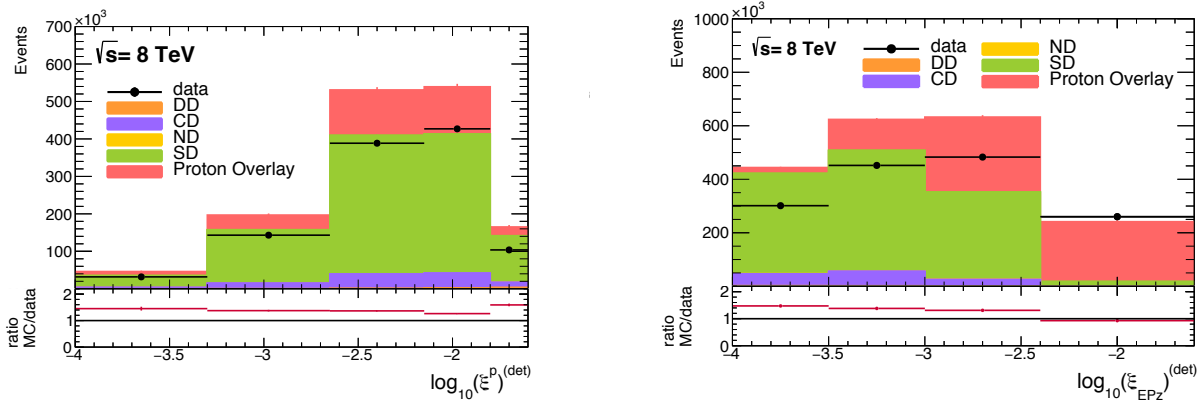 ×10³
Events
700
600
500
400
300
200
100
√s= 8 TeV
data
DD
CD
ND
SD
Proton Overlay
ratio
MC/data
2
1
0
−4 −3.5 −3 −2.5 −2
log₁₀(ξᵖ)⁽ᵈᵉᵗ⁾
×10³
Events
1000
800
600
400
200
√s= 8 TeV
data
DD
CD
ND
SD
Proton Overlay
ratio
MC/data
2
1
0
−4 −3.5 −3 −2.5 −2
log₁₀(ξ_EPz)⁽ᵈᵉᵗ⁾